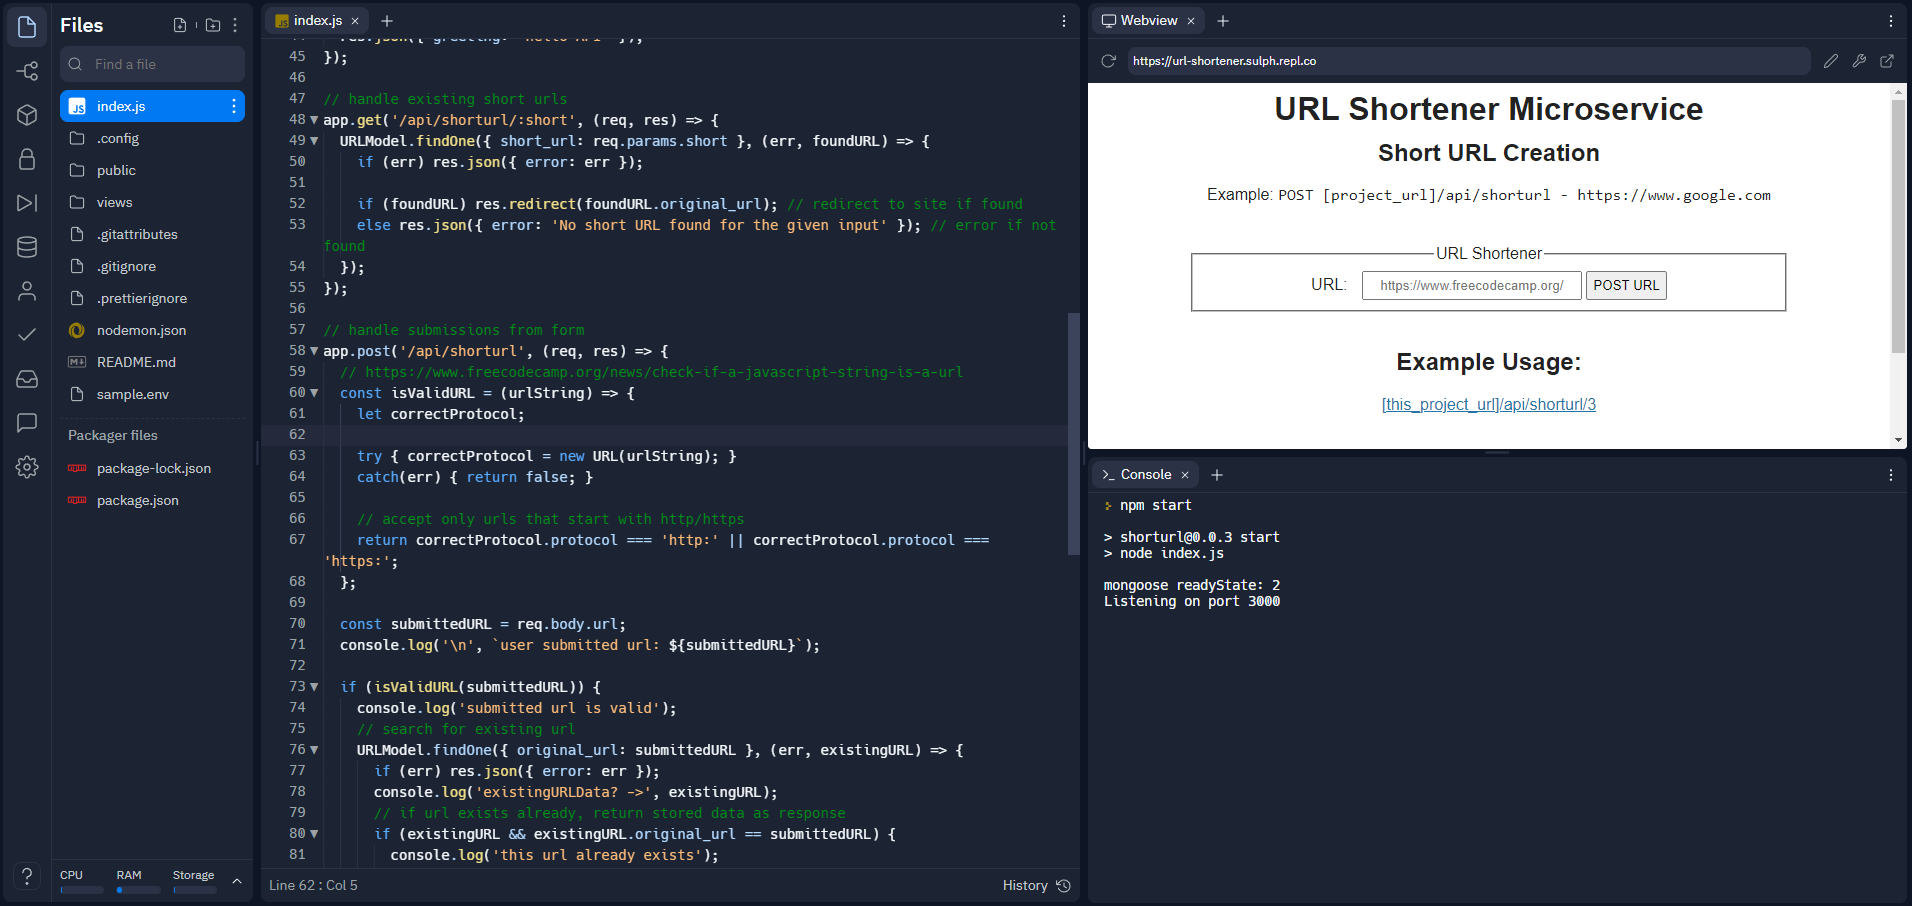 Files
Find a file
index.js
.config
public
views
.gitattributes
.gitignore
.prettierignore
nodemon.json
README.md
sample.env
Packager files
package-lock.json
package.json
CPU RAM Storage
index.js
44 res.json({ greeting: 'hello API' });
45 });
46
47 // handle existing short urls
48 app.get('/api/shorturl/:short', (req, res) => {
49 URLModel.findOne({ short_url: req.params.short }, (err, foundURL) => {
50 if (err) res.json({ error: err });
51
52 if (foundURL) res.redirect(foundURL.original_url); // redirect to site if found
53 else res.json({ error: 'No short URL found for the given input' }); // error if not
found
54 });
55 });
56
57 // handle submissions from form
58 app.post('/api/shorturl', (req, res) => {
59 // https://www.freecodecamp.org/news/check-if-a-javascript-string-is-a-url
60 const isValidURL = (urlString) => {
61 let correctProtocol;
62
63 try { correctProtocol = new URL(urlString); }
64 catch(err) { return false; }
65
66 // accept only urls that start with http/https
67 return correctProtocol.protocol === 'http:' || correctProtocol.protocol ===
'https:';
68 };
69
70 const submittedURL = req.body.url;
71 console.log('\n', `user submitted url: ${submittedURL}`);
72
73 if (isValidURL(submittedURL)) {
74 console.log('submitted url is valid');
75 // search for existing url
76 URLModel.findOne({ original_url: submittedURL }, (err, existingURL) => {
77 if (err) res.json({ error: err });
78 console.log('existingURLData? ->', existingURL);
79 // if url exists already, return stored data as response
80 if (existingURL && existingURL.original_url == submittedURL) {
81 console.log('this url already exists');
Line 62 : Col 5
History
Webview
https://url-shortener.sulph.repl.co
URL Shortener Microservice
Short URL Creation
Example: POST [project_url]/api/shorturl - https://www.google.com
URL Shortener
URL: https://www.freecodecamp.org/ POST URL
Example Usage:
[this_project_url]/api/shorturl/3
Console
npm start
> shorturl@0.0.3 start
> node index.js
mongoose readyState: 2
Listening on port 3000